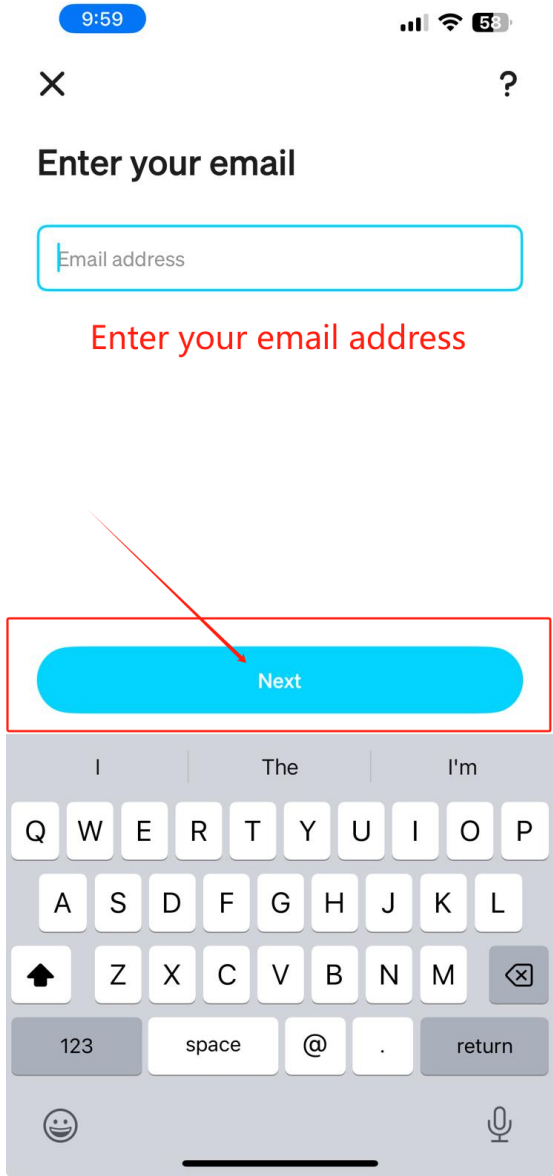 9:59
58
?
Enter your email
Email address
Enter your email address
Next
I The I'm
Q W E R T Y U I O P
A S D F G H J K L
Z X C V B N M
123 space @ . return